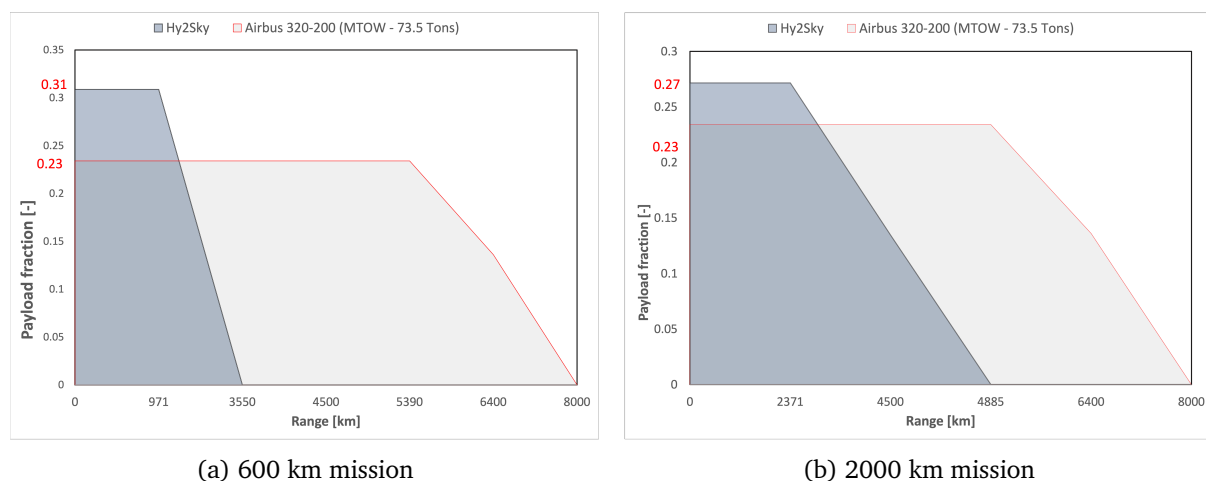 Hy2Sky
Airbus 320-200 (MTOW - 73.5 Tons)
0.35
0.31
0.3
0.25
0.23
0.2
0.15
0.1
0.05
0
Payload fraction [-]
0 971 3550 4500 5390 6400 8000
Range [km]
(a) 600 km mission
Hy2Sky
Airbus 320-200 (MTOW - 73.5 Tons)
0.3
0.27
0.25
0.23
0.2
0.15
0.1
0.05
0
Payload fraction [-]
0 2371 4500 4885 6400 8000
Range [km]
(b) 2000 km mission